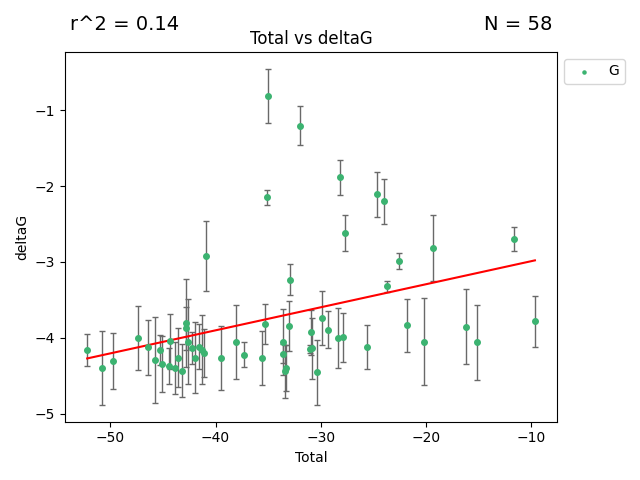 r^2 = 0.14
N = 58
Total vs deltaG
G
deltaG
−1
−2
−3
−4
−5
−50
−40
−30
−20
−10
Total